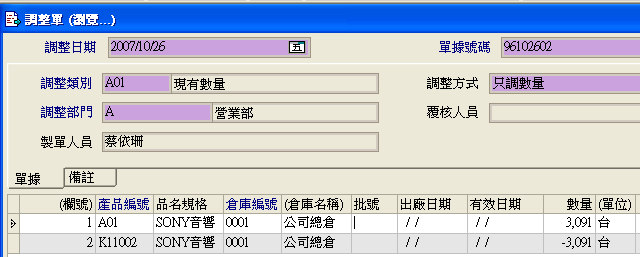 調整單 (瀏覽...)
調整日期 2007/10/26 五 單據號碼 96102602
調整類別 A01 現有數量 調整方式 只調數量
調整部門 A 營業部 覆核人員
製單人員 蔡依珊
單據 備註
(欄號) 產品編號 品名規格 倉庫編號 (倉庫名稱) 批號 出廠日期 有效日期 數量 (單位)
1 A01 SONY音響 0001 公司總倉 / / / / 3,091 台
2 K11002 SONY音響 0001 公司總倉 / / / / -3,091 台